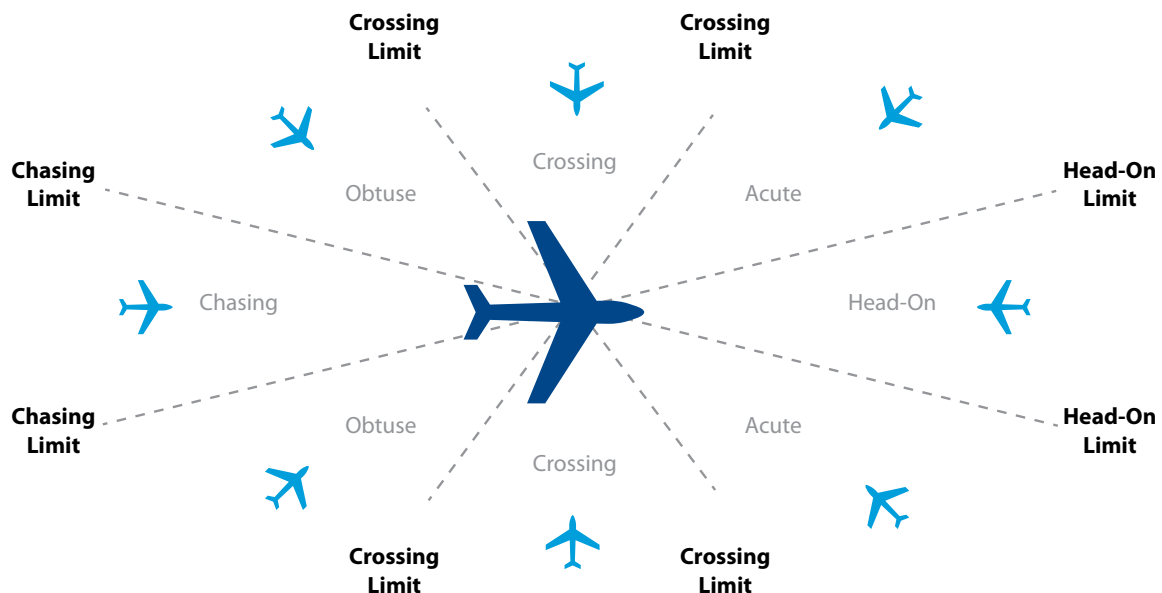 Crossing
Limit
Crossing
Limit
Crossing
Chasing
Limit
Obtuse
Acute
Head-On
Limit
Chasing
Head-On
Chasing
Limit
Obtuse
Acute
Head-On
Limit
Crossing
Crossing
Limit
Crossing
Limit